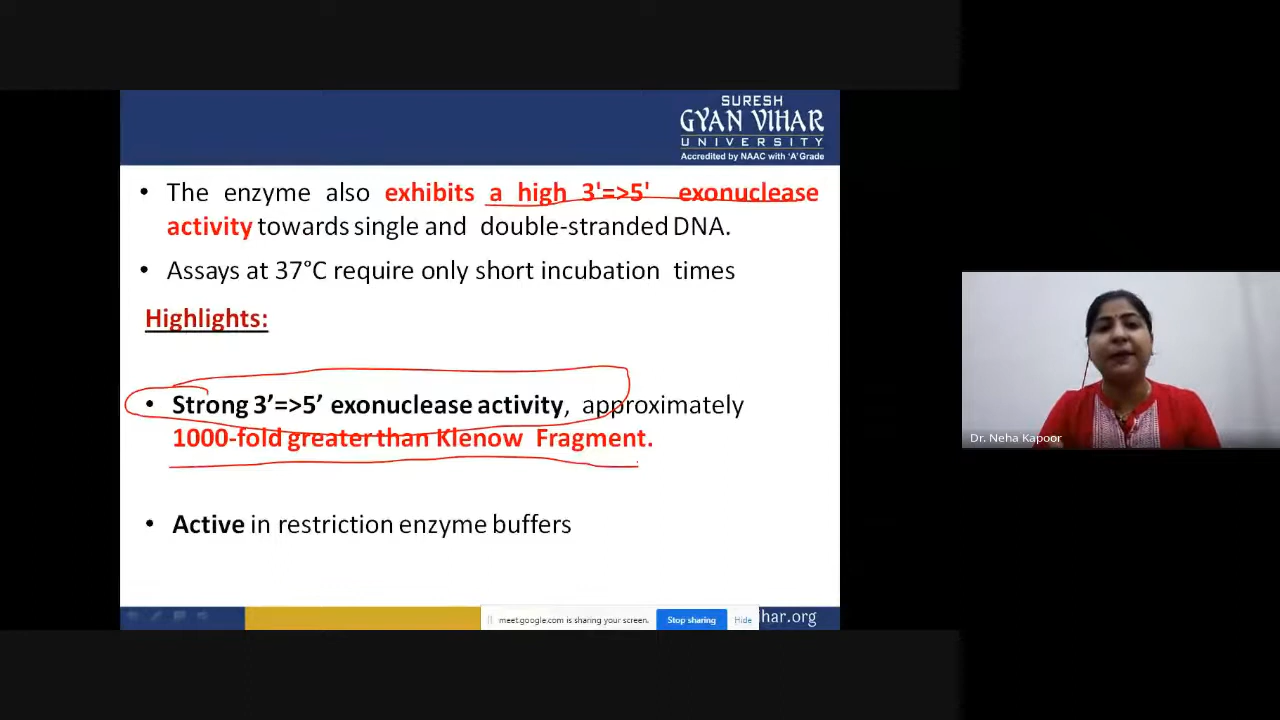 SURESH
GYAN VIHAR
UNIVERSITY
Accredited by NAAC with 'A' Grade
• The enzyme also exhibits a high 3'=>5' exonuclease
activity towards single and double-stranded DNA.
• Assays at 37°C require only short incubation times
Highlights:
• Strong 3’=>5’ exonuclease activity, approximately
1000-fold greater than Klenow Fragment.
• Active in restriction enzyme buffers
Dr. Neha Kapoor
meet.google.com is sharing your screen.
Stop sharing
Hide
ihar.org